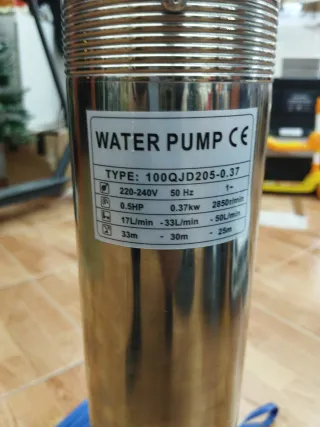 WATER PUMP CE
TYPE: 100QJD205-0.37
220-240V 50 Hz 1~
0.5HP 0.37kw 2850r/min
17L/min -33L/min -50L/min
33m - 30m - 25m